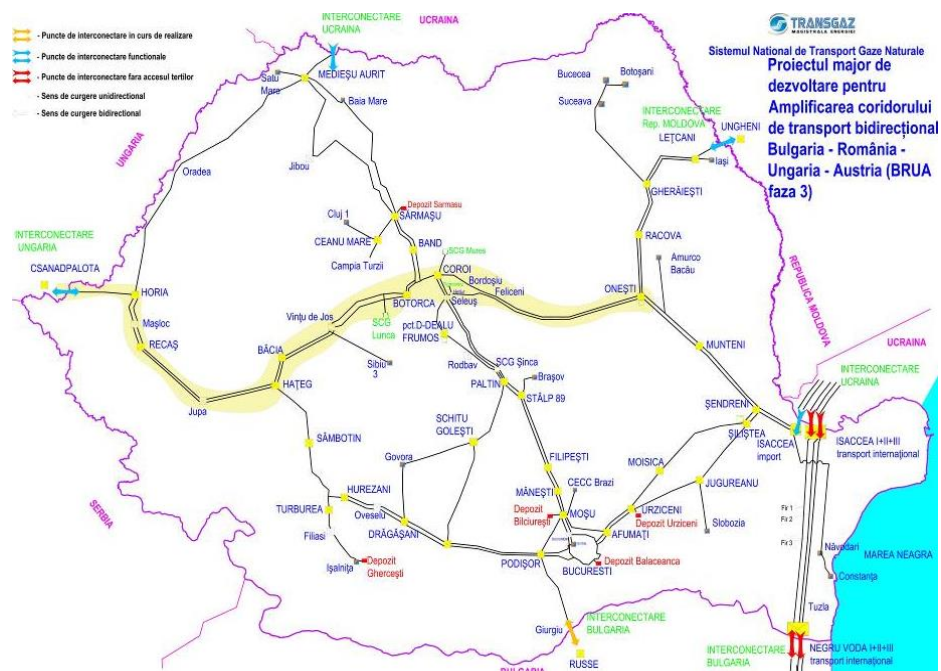 INTERCONECTARE
UCRAINA
UCRAINA
TRANSGAZ
MAGISTRALA ENERGIEI
Sistemul National de Transport Gaze Naturale
Proiectul major de
dezvoltare pentru
Amplificarea coridorului
de transport bidirecțional
Bulgaria - România -
Ungaria - Austria (BRUA
faza 3)
- Puncte de interconectare in curs de realizare
- Puncte de interconectare functionale
- Puncte de interconectare fara accesul tertilor
- Sens de curgere unidirectional
- Sens de curgere bidirectional
Satu
Mare
MEDIEȘU AURIT
Baia Mare
Bucecea
Botoșani
Suceava
INTERCONECTARE
Rep. MOLDOVA
UNGHENI
LEȚCANI
Iași
UNGARIA
Oradea
Jibou
GHERĂIEȘTI
Depozit Sarmasu
SĂRMAȘU
Cluj 1
CEANU MARE
Campia Turzii
BAND
SCG Mures
RACOVA
Amurco
Bacău
REPUBLICA MOLDOVA
INTERCONECTARE
UNGARIA
CSANADPALOTA
HORIA
COROI
Bordoșiu
Feliceni
Seleuș
BOTORCA
ONEȘTI
Mașloc
RECAȘ
Vințu de Jos
SCG
Lunca
pct.D-DEALU
FRUMOS
MUNTENI
UCRAINA
BĂCIA
Sibiu
3
Rodbav
SCG Șinca
Brașov
INTERCONECTARE
UCRAINA
HAȚEG
Jupa
PALTIN
STÂLP 89
ȘENDRENI
ȘILIȘTEA
ISACCEA
import
ISACCEA I+II+III
transport internațional
SÂMBOTIN
SCHITU
GOLEȘTI
Govora
FILIPEȘTI
MOISICA
JUGUREANU
SERBIA
HUREZANI
MĂNEȘTI
CECC Brazi
TURBUREA
Oveselu
DRĂGĂȘANI
Depozit
Bilciurești
MOȘU
URZICENI
Depozit Urziceni
Slobozia
Fir 1
Fir 2
Fir 3
Filiasi
AFUMAȚI
Năvodari
MAREA NEAGRA
Ișalnița
Depozit
Ghercești
PODIȘOR
BUCURESTI
Depozit Balaceanca
Constanța
Giurgiu
INTERCONECTARE
BULGARIA
Tuzla
RUSSE
BULGARIA
INTERCONECTARE
BULGARIA
NEGRU VODA I+II+III
transport international